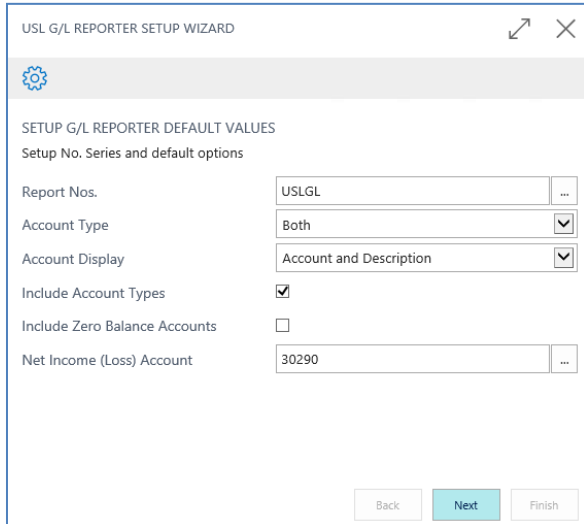 USL G/L REPORTER SETUP WIZARD
SETUP G/L REPORTER DEFAULT VALUES
Setup No. Series and default options
Report Nos. USLGL ...
Account Type Both
Account Display Account and Description
Include Account Types
Include Zero Balance Accounts
Net Income (Loss) Account 30290 ...
Back Next Finish